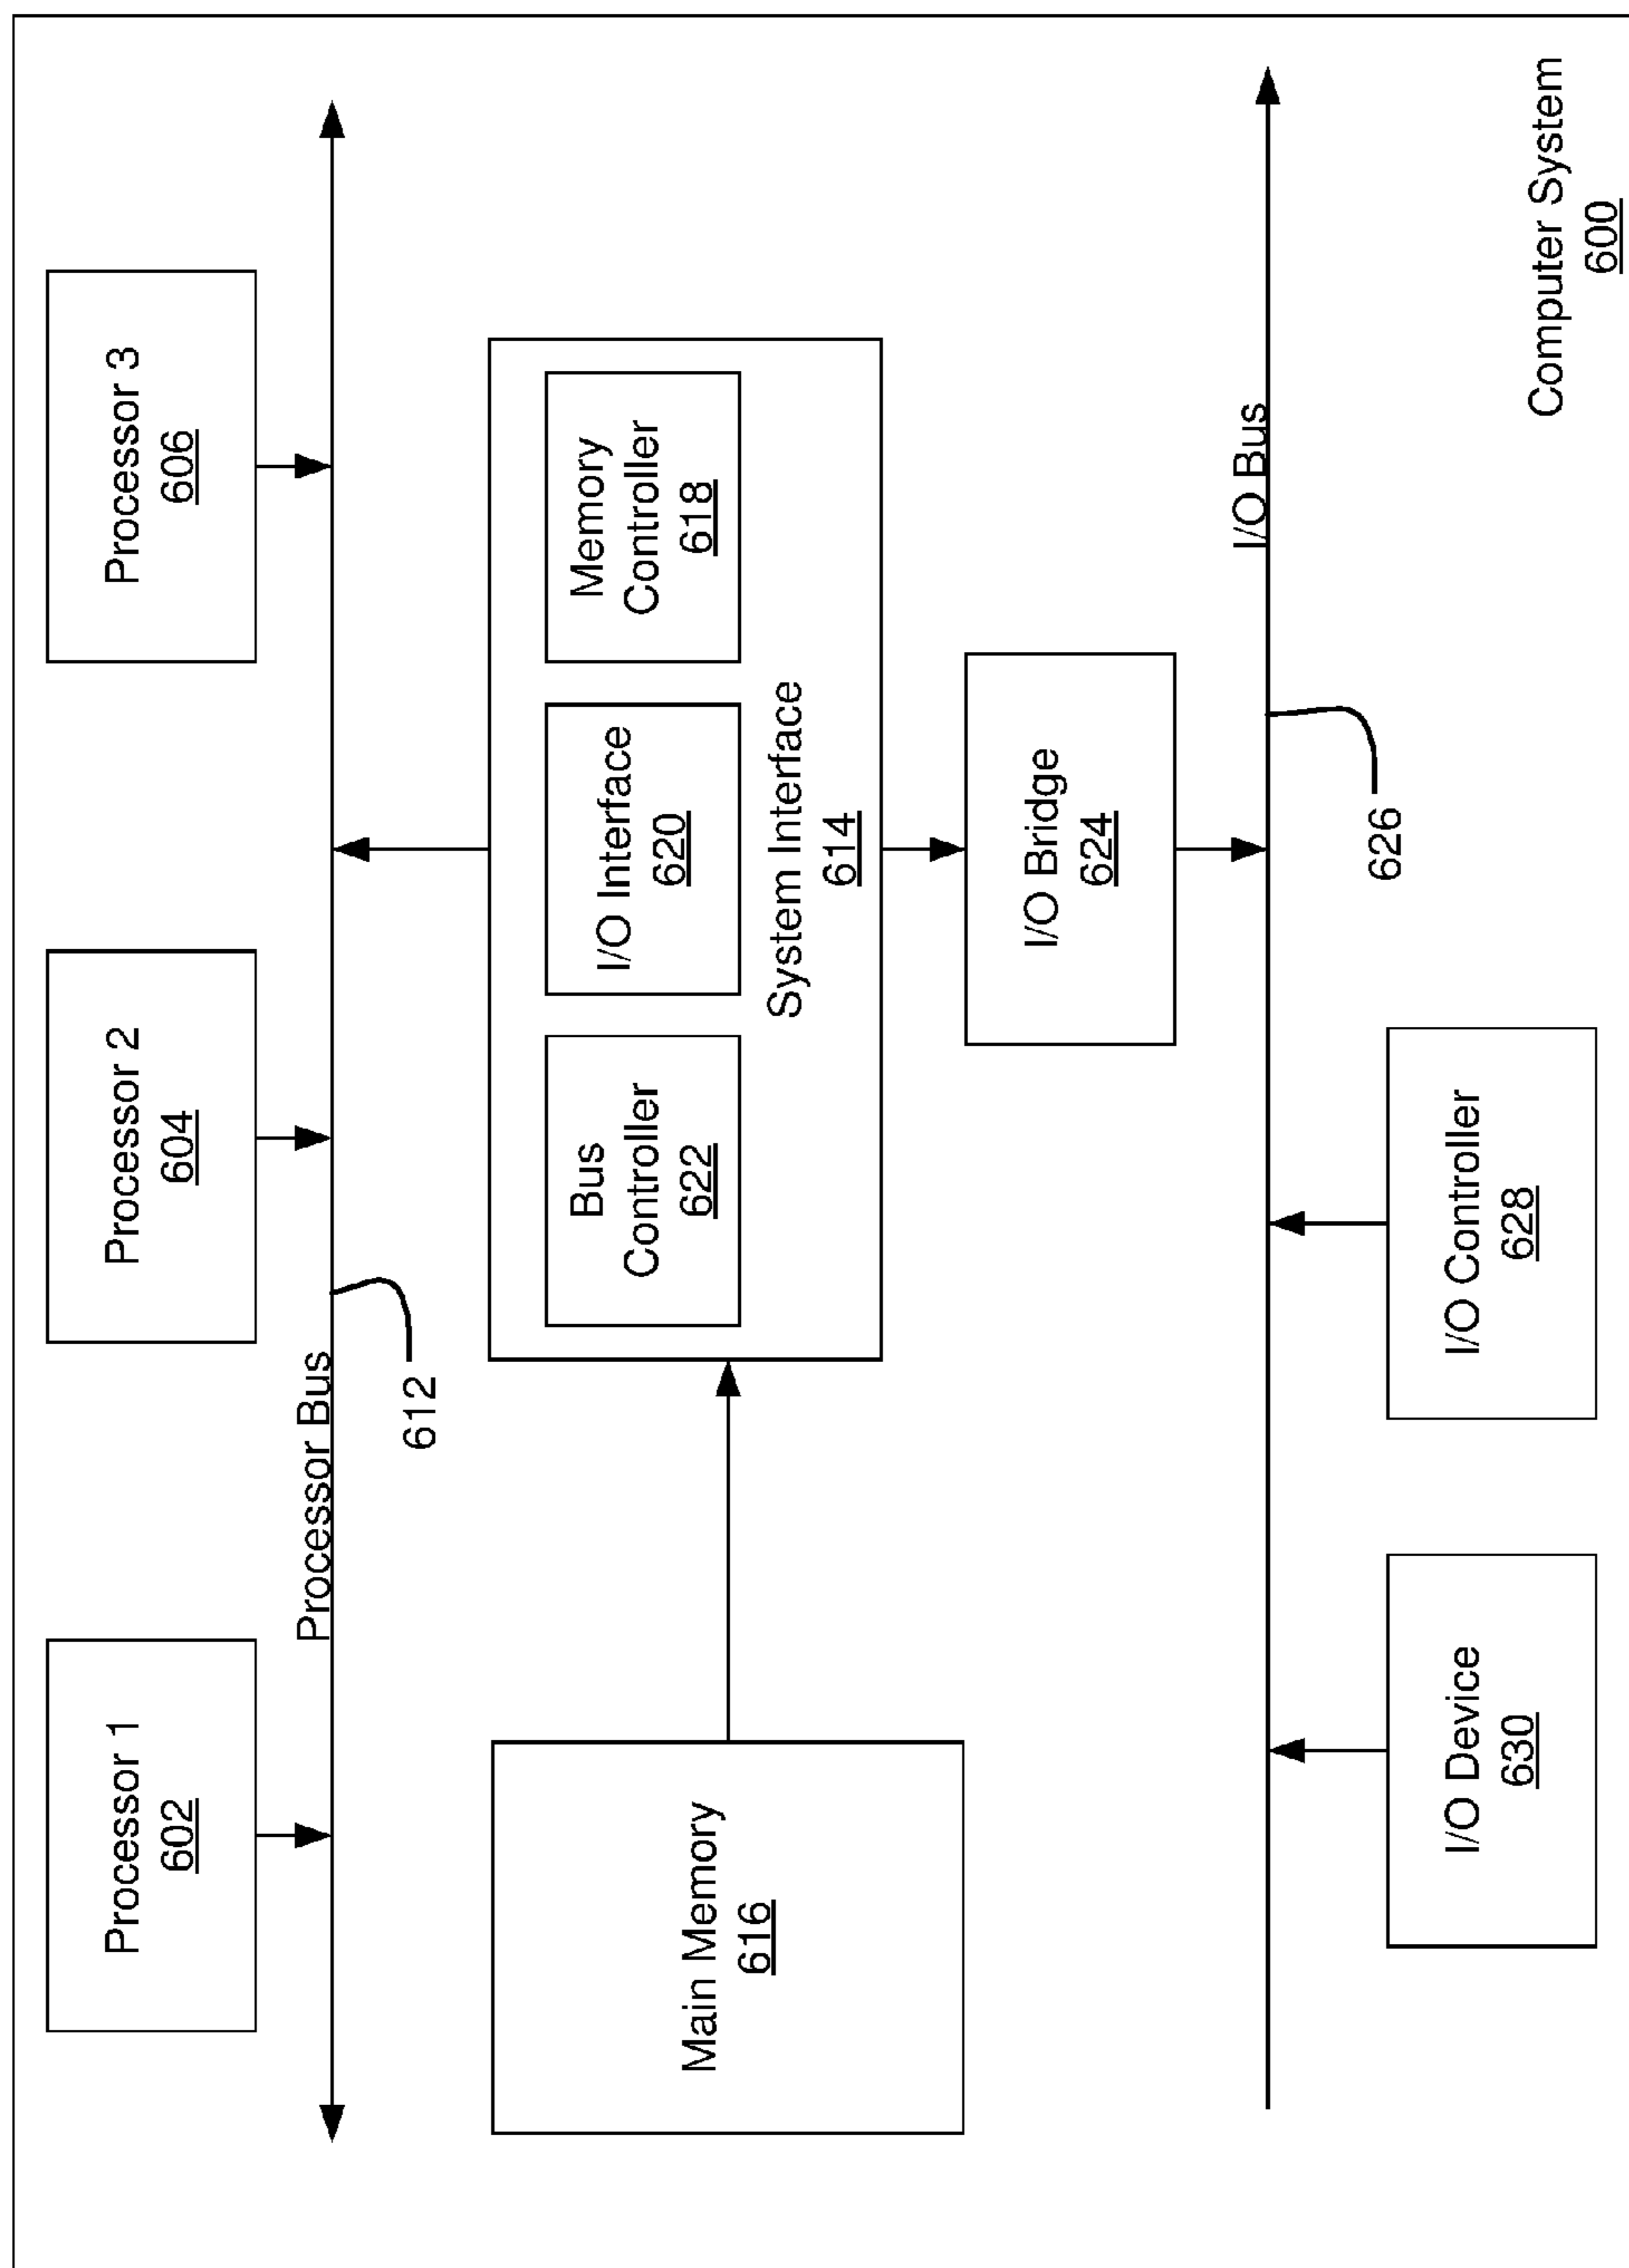 Processor 1
602
Processor 2
604
Processor 3
606
Processor Bus
612
Main Memory
616
Bus
Controller
622
I/O Interface
620
Memory
Controller
618
System Interface
614
I/O Bridge
624
I/O Bus
626
I/O Device
630
I/O Controller
628
Computer System
600